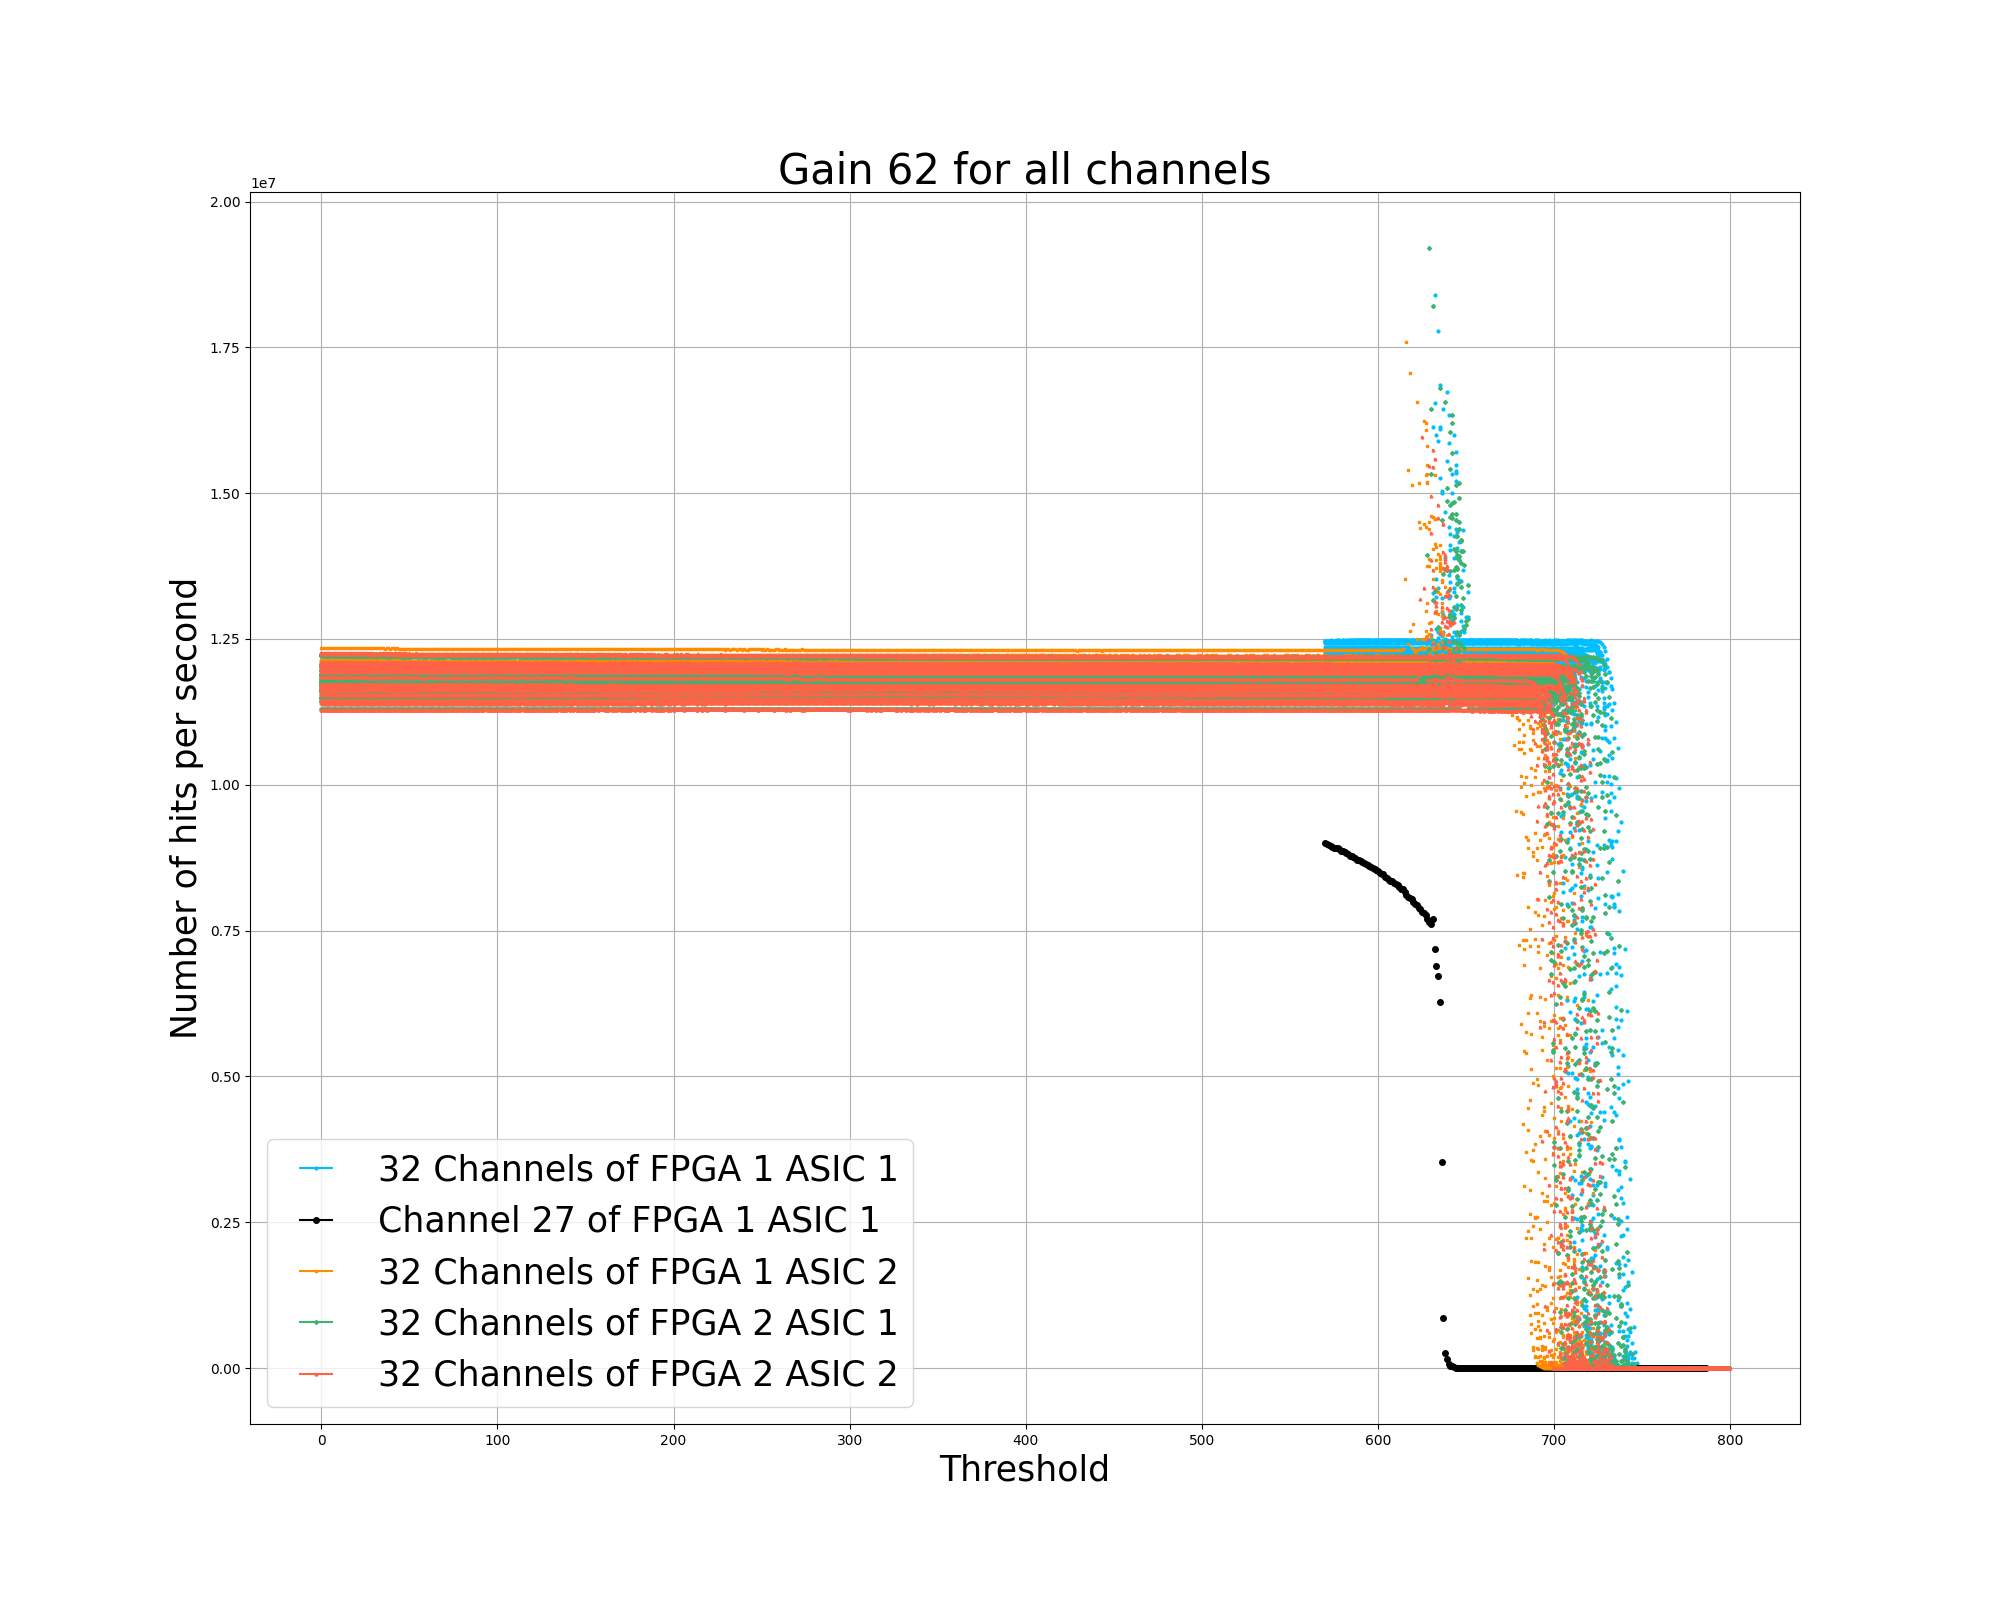 Gain 62 for all channels
1e7
2.00
1.75
1.50
1.25
1.00
0.75
0.50
0.25
0.00
Number of hits per second
32 Channels of FPGA 1 ASIC 1
Channel 27 of FPGA 1 ASIC 1
32 Channels of FPGA 1 ASIC 2
32 Channels of FPGA 2 ASIC 1
32 Channels of FPGA 2 ASIC 2
0 100 200 300 400 500 600 700 800
Threshold